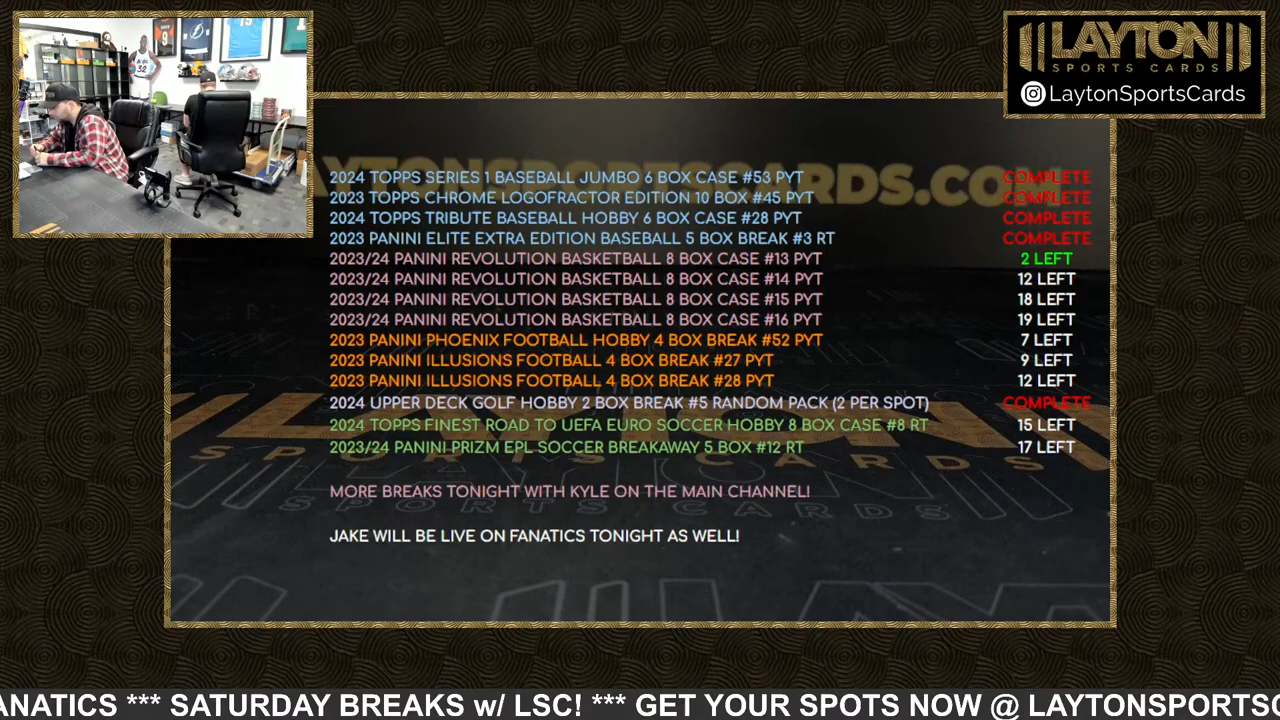 LAYTON
SPORTS CARDS
LaytonSportsCards
2024 TOPPS SERIES 1 BASEBALL JUMBO 6 BOX CASE #53 PYT COMPLETE
2023 TOPPS CHROME LOGOFRACTOR EDITION 10 BOX #45 PYT COMPLETE
2024 TOPPS TRIBUTE BASEBALL HOBBY 6 BOX CASE #28 PYT COMPLETE
2023 PANINI ELITE EXTRA EDITION BASEBALL 5 BOX BREAK #3 RT COMPLETE
2023/24 PANINI REVOLUTION BASKETBALL 8 BOX CASE #13 PYT 2 LEFT
2023/24 PANINI REVOLUTION BASKETBALL 8 BOX CASE #14 PYT 12 LEFT
2023/24 PANINI REVOLUTION BASKETBALL 8 BOX CASE #15 PYT 18 LEFT
2023/24 PANINI REVOLUTION BASKETBALL 8 BOX CASE #16 PYT 19 LEFT
2023 PANINI PHOENIX FOOTBALL HOBBY 4 BOX BREAK #52 PYT 7 LEFT
2023 PANINI ILLUSIONS FOOTBALL 4 BOX BREAK #27 PYT 9 LEFT
2023 PANINI ILLUSIONS FOOTBALL 4 BOX BREAK #28 PYT 12 LEFT
2024 UPPER DECK GOLF HOBBY 2 BOX BREAK #5 RANDOM PACK (2 PER SPOT) COMPLETE
2024 TOPPS FINEST ROAD TO UEFA EURO SOCCER HOBBY 8 BOX CASE #8 RT 15 LEFT
2023/24 PANINI PRIZM EPL SOCCER BREAKAWAY 5 BOX #12 RT 17 LEFT
MORE BREAKS TONIGHT WITH KYLE ON THE MAIN CHANNEL!
JAKE WILL BE LIVE ON FANATICS TONIGHT AS WELL!
ANATICS *** SATURDAY BREAKS w/ LSC! *** GET YOUR SPOTS NOW @ LAYTONSPORTSC